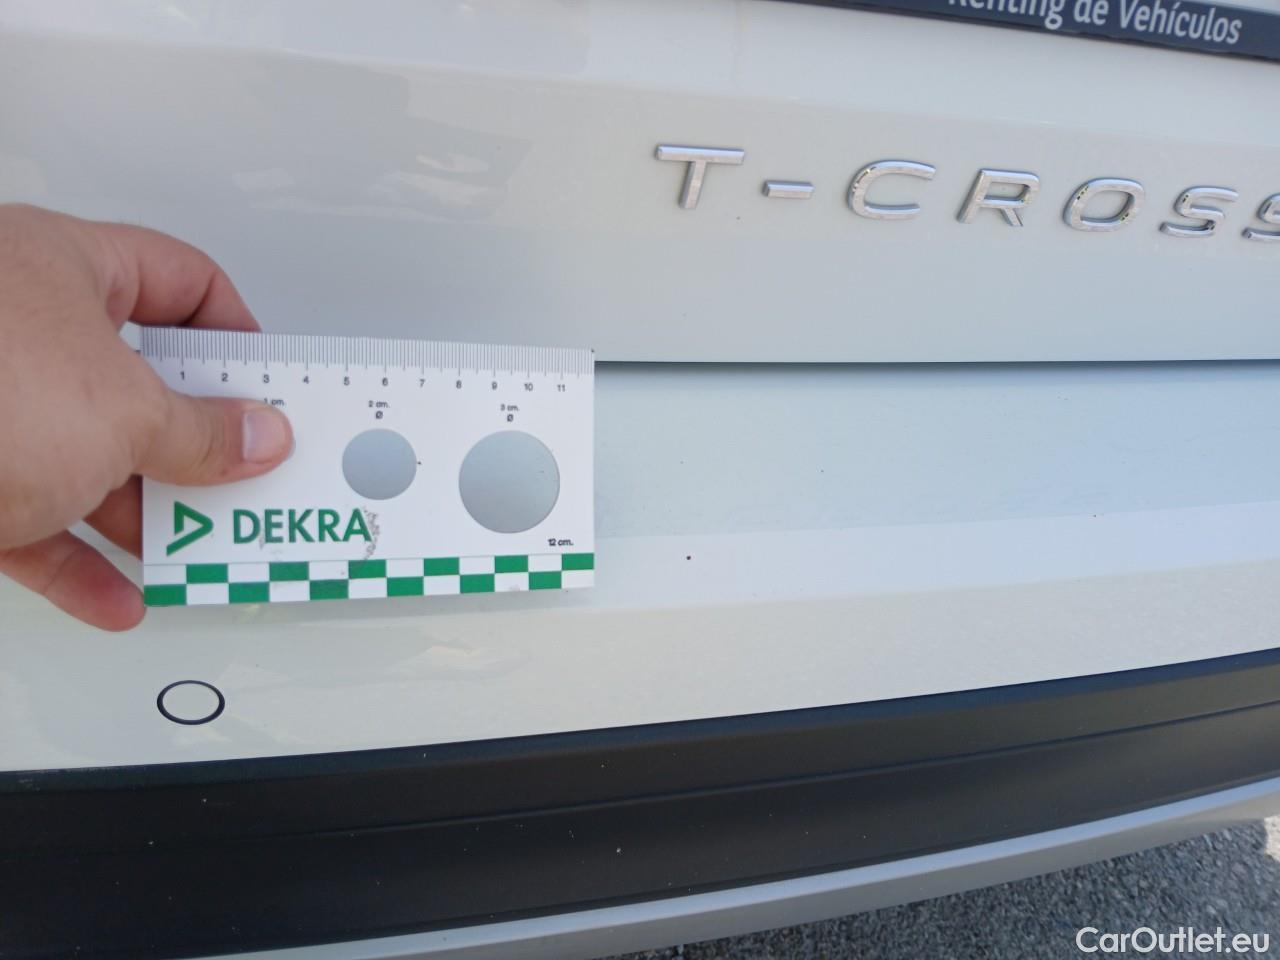 Renting de Vehículos
T-CROSS
1 2 3 4 5 6 7 8 9 10 11
1 cm. 2 cm. 3 cm.
Ø Ø
DEKRA
12 cm.
CarOutlet.eu